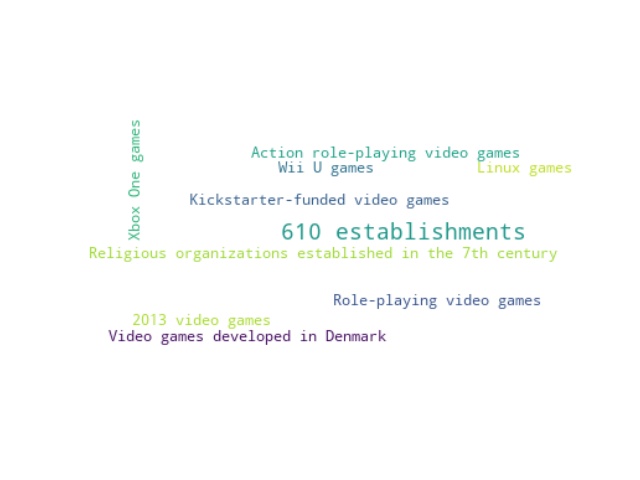 Xbox One games
Action role-playing video games
Wii U games
Linux games
Kickstarter-funded video games
610 establishments
Religious organizations established in the 7th century
Role-playing video games
2013 video games
Video games developed in Denmark